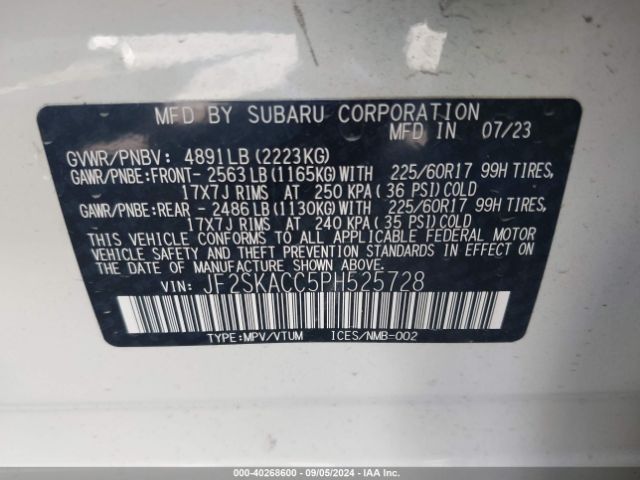 MFD BY SUBARU CORPORATION
MFD IN 07/23
GVWR/PNBV: 4891LB (2223KG)
GAWR/PNBE:FRONT- 2563 LB (1165KG) WITH 225/60R17 99H TIRES,
17X7J RIMS AT 250 KPA (36 PSI) COLD
GAWR/PNBE:REAR - 2486 LB (1130KG) WITH 225/60R17 99H TIRES,
17X7J RIMS AT 240 KPA (35 PSI) COLD
THIS VEHICLE CONFORMS TO ALL APPLICABLE FEDERAL MOTOR
VEHICLE SAFETY AND THEFT PREVENTION STANDARDS IN EFFECT
ON THE DATE OF MANUFACTURE SHOWN ABOVE.
VIN: JF2SKACC5PH525728
TYPE:MPV/VTUM ICES/NMB-002
000-40268600 - 09/05/2024 - IAA Inc.